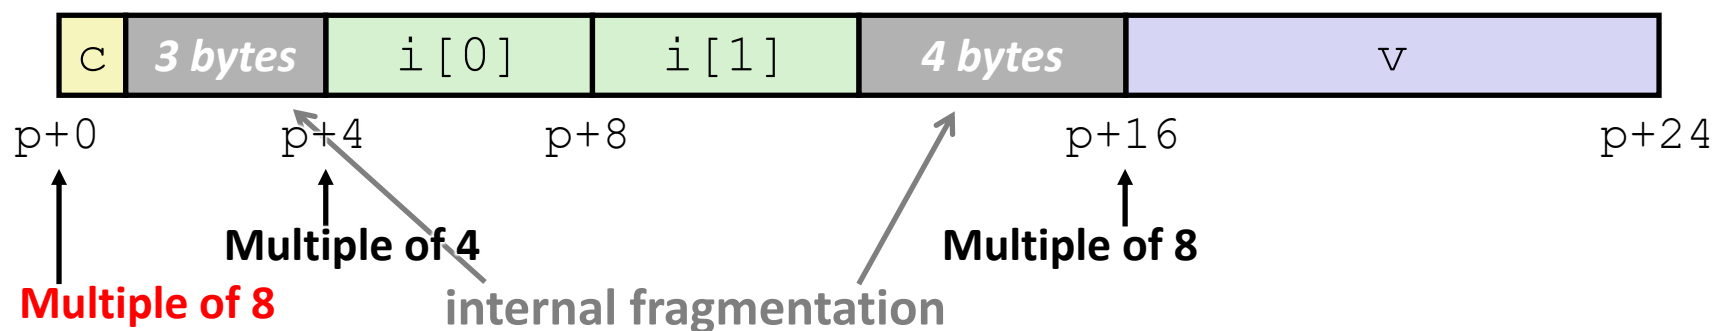 c 3 bytes i[0] i[1] 4 bytes v
p+0 p+4 p+8 p+16 p+24
Multiple of 4 Multiple of 8
Multiple of 8 internal fragmentation